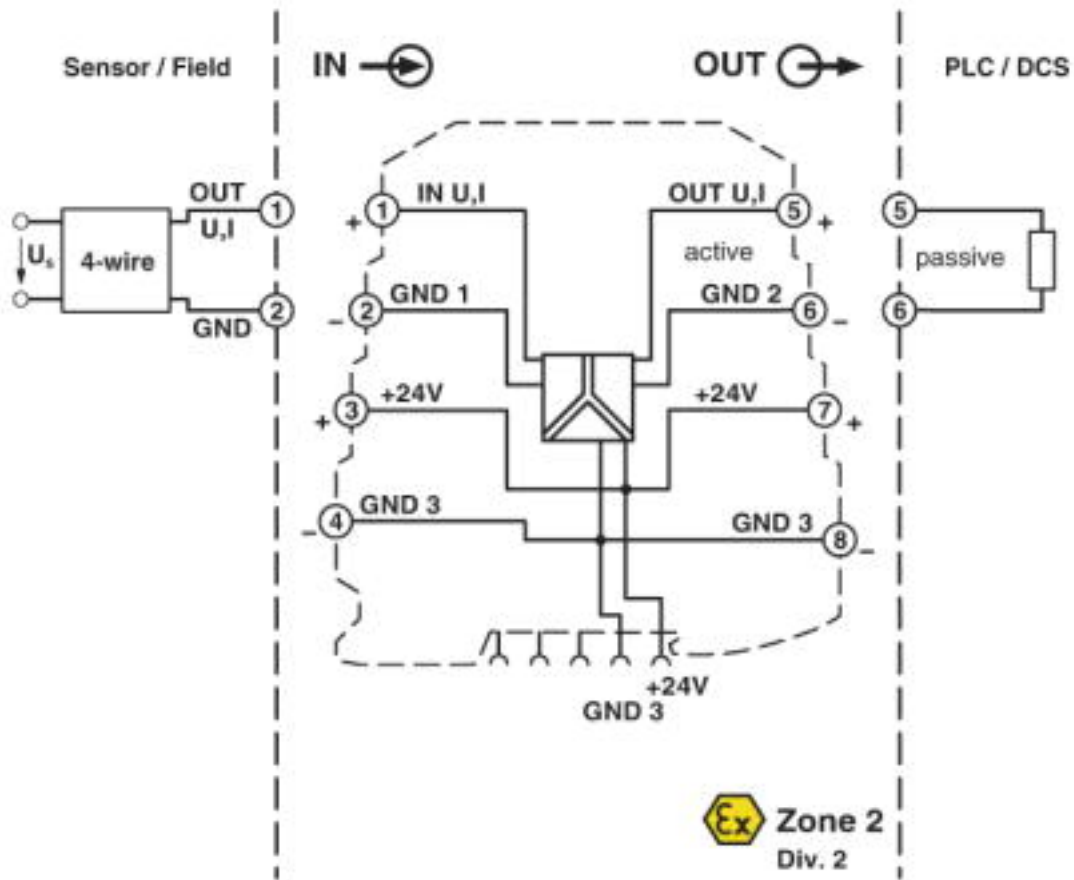 Sensor / Field
IN
OUT
PLC / DCS
OUT
U,I
1
+
1
IN U,I
OUT U,I
5
+
5
Us
4-wire
active
passive
GND
2
-
2
GND 1
GND 2
6
-
6
+
3
+24V
+24V
7
+
-
4
GND 3
GND 3
8
-
+24V
GND 3
Ex
Zone 2
Div. 2